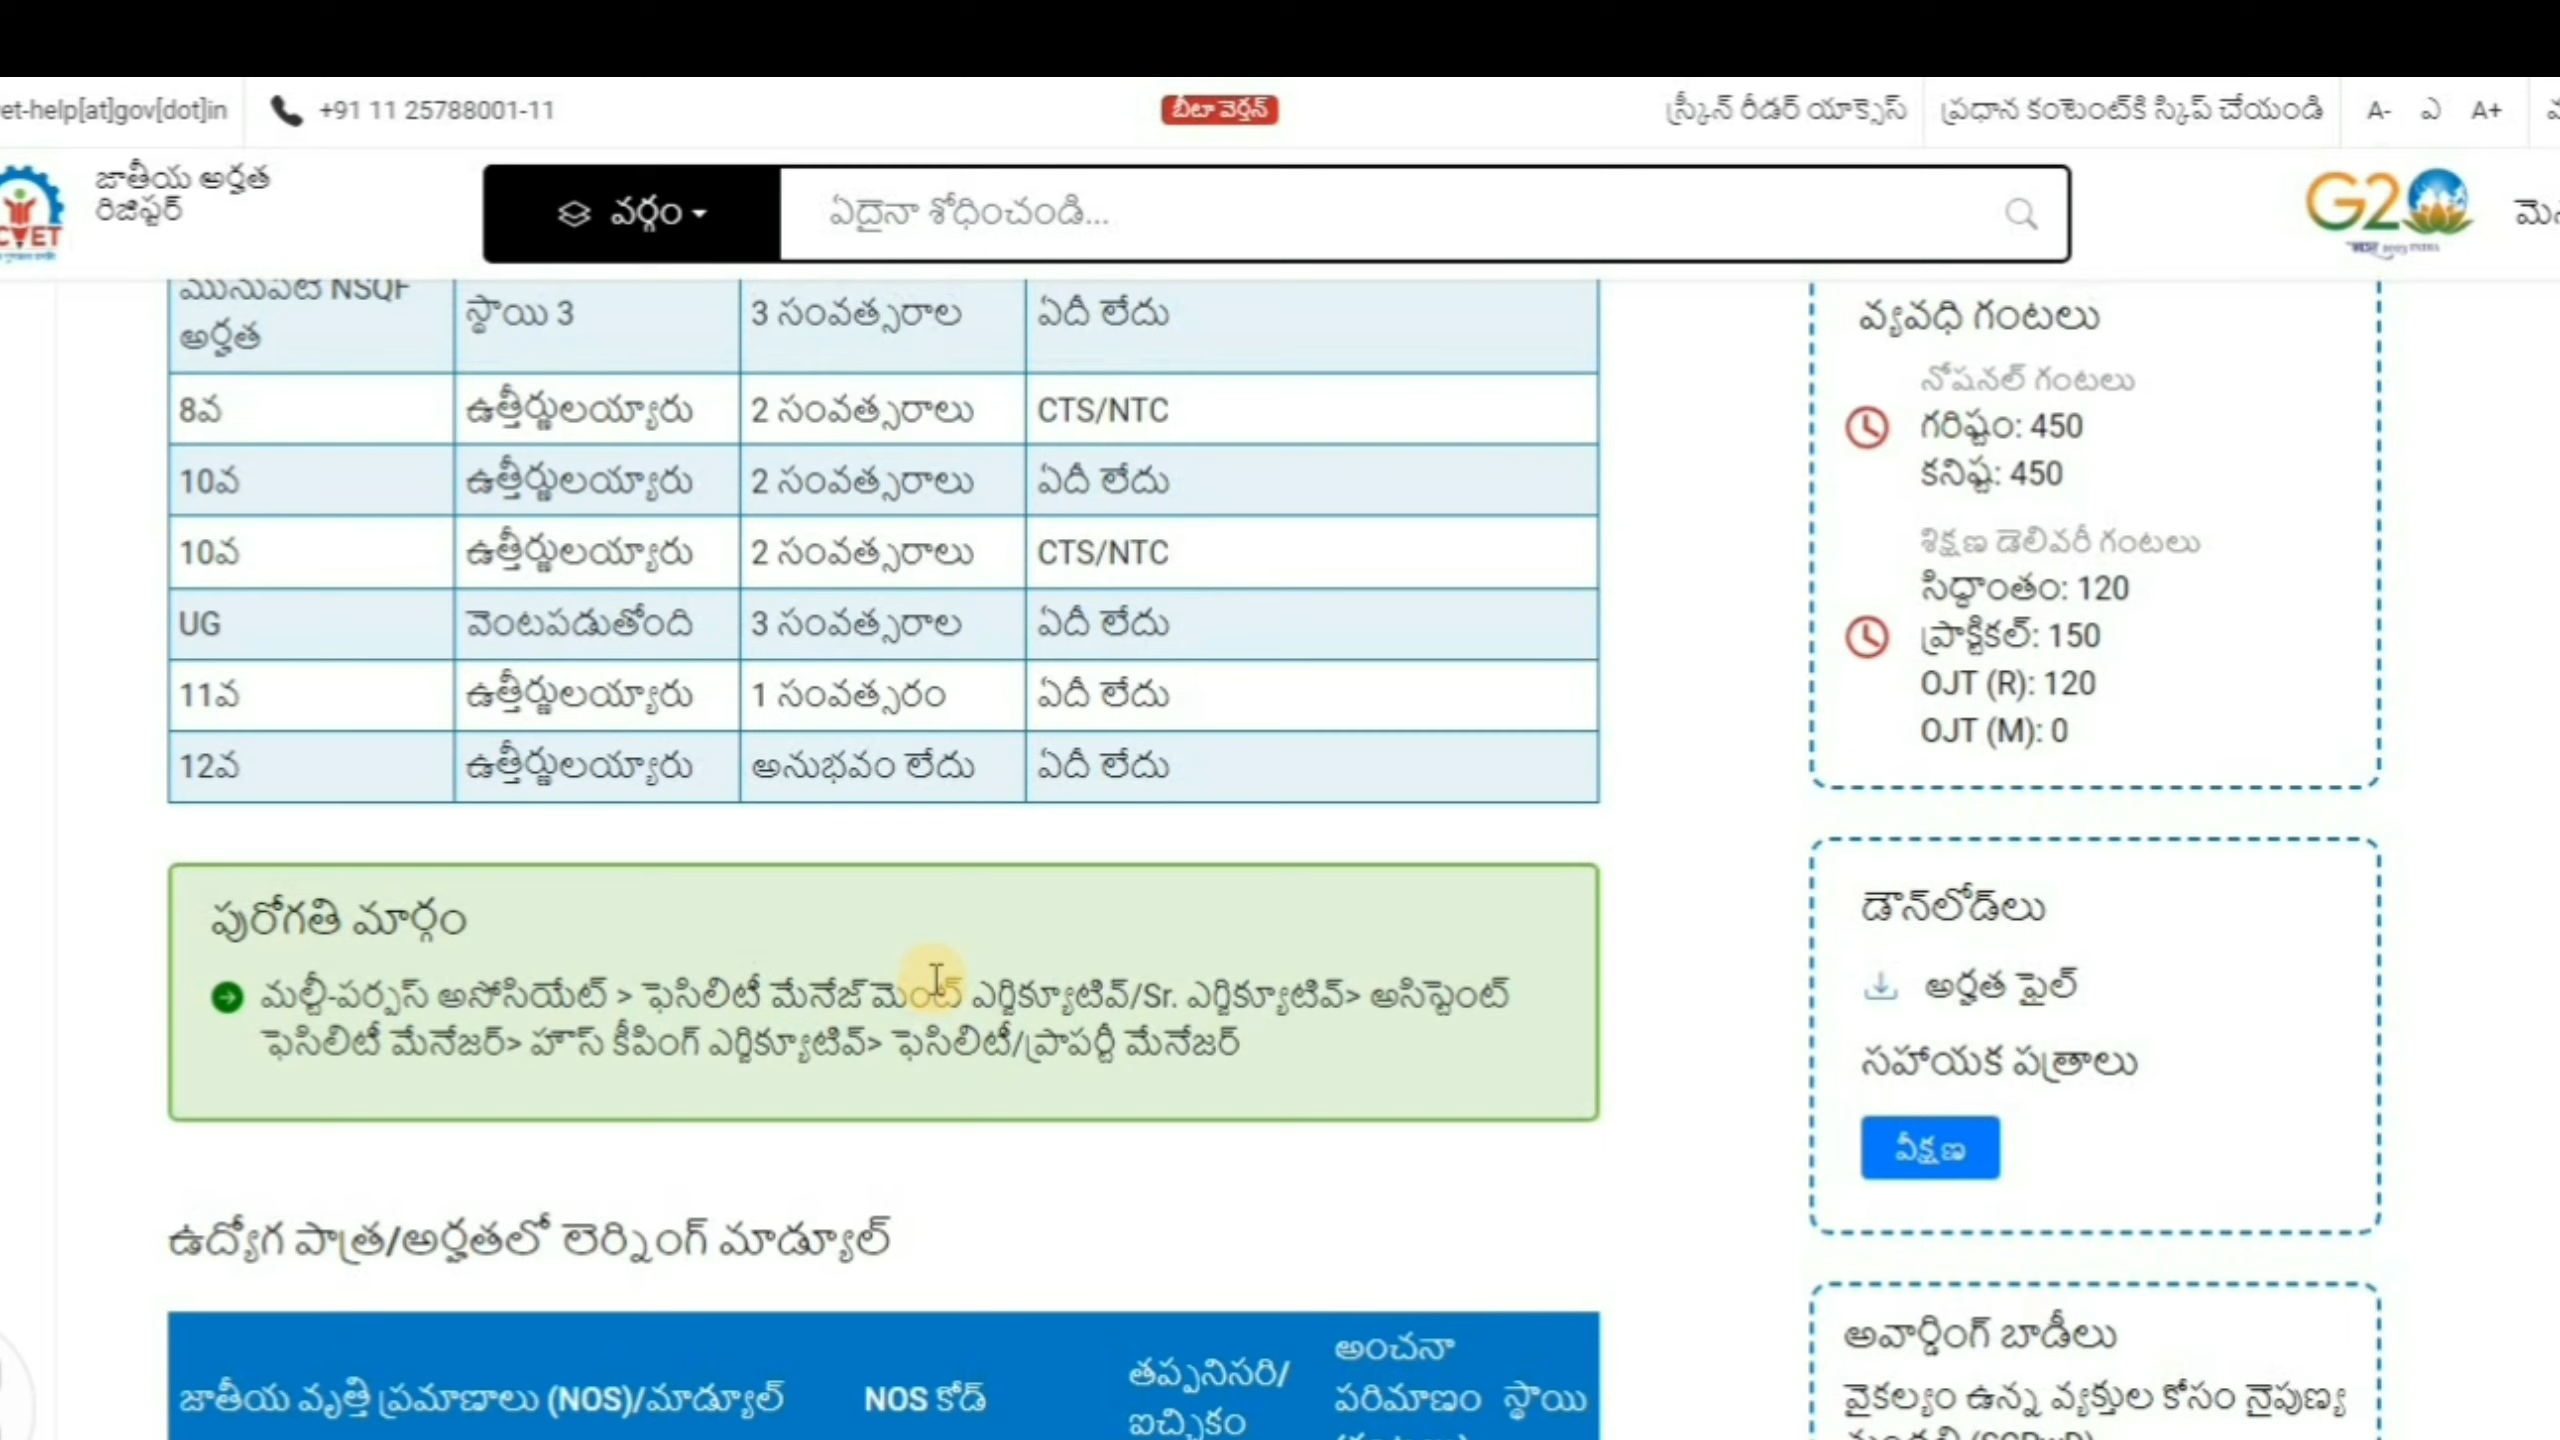 et-help[at]gov[dot]in
+91 11 25788001-11
బీటా వెర్షన్
స్క్రీన్ రీడర్ యాక్సెస్
ప్రధాన కంటెంట్‌కి స్కిప్ చేయండి
A- ఎ A+
జాతీయ అర్హత
రిజిస్టర్
వర్గం
ఏదైనా శోధించండి...
G20
మునుపటి NSQF
అర్హత
స్థాయి 3
3 సంవత్సరాల
ఏదీ లేదు
8వ ఉత్తీర్ణులయ్యారు 2 సంవత్సరాలు CTS/NTC
10వ ఉత్తీర్ణులయ్యారు 2 సంవత్సరాలు ఏదీ లేదు
10వ ఉత్తీర్ణులయ్యారు 2 సంవత్సరాలు CTS/NTC
UG వెంటపడుతోంది 3 సంవత్సరాల ఏదీ లేదు
11వ ఉత్తీర్ణులయ్యారు 1 సంవత్సరం ఏదీ లేదు
12వ ఉత్తీర్ణులయ్యారు అనుభవం లేదు ఏదీ లేదు
పురోగతి మార్గం
మల్టీ-పర్పస్ అసోసియేట్ > ఫెసిలిటీ మేనేజ్‌మెంట్ ఎగ్జిక్యూటివ్/Sr. ఎగ్జిక్యూటివ్> అసిస్టెంట్
ఫెసిలిటీ మేనేజర్> హౌస్ కీపింగ్ ఎగ్జిక్యూటివ్> ఫెసిలిటీ/ప్రాపర్టీ మేనేజర్
ఉద్యోగ పాత్ర/అర్హతలో లెర్నింగ్ మాడ్యూల్
జాతీయ వృత్తి ప్రమాణాలు (NOS)/మాడ్యూల్
NOS కోడ్
తప్పనిసరి/
ఐచ్ఛికం
అంచనా
పరిమాణం
స్థాయి
వ్యవధి గంటలు
నోషనల్ గంటలు
గరిష్టం: 450
కనిష్ట: 450
శిక్షణ డెలివరీ గంటలు
సిద్ధాంతం: 120
ప్రాక్టికల్: 150
OJT (R): 120
OJT (M): 0
డౌన్‌లోడ్‌లు
అర్హత ఫైల్
సహాయక పత్రాలు
వీక్షణ
అవార్డింగ్ బాడీలు
వైకల్యం ఉన్న వ్యక్తుల కోసం నైపుణ్య